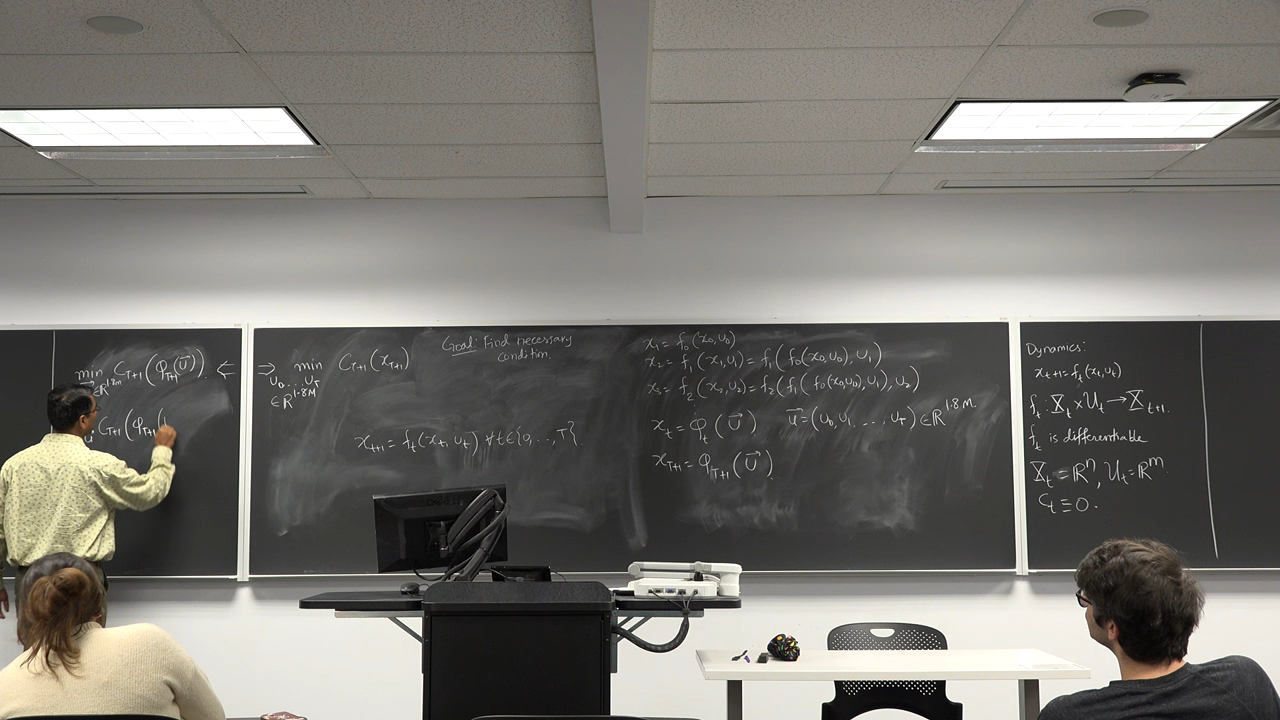 min C_{T+1}(φ_{T+1}(u⃗)) ⇐
∈ℝ^{1.8M}
C_{T+1}(φ_{T+1}(
⇒ min C_{T+1}(x_{T+1})
u_0...u_T
∈ℝ^{1.8M}
x_{t+1} = f_t(x_t, u_t) ∀t∈{0,...,T}
Goal: Find necessary
condition.
x_1 = f_0(x_0, u_0)
x_2 = f_1(x_1, u_1) = f_1(f_0(x_0, u_0), u_1)
x_3 = f_2(x_2, u_2) = f_2(f_1(f_0(x_0, u_0), u_1), u_2)
x_t = φ_t(u⃗) u⃗ = (u_0, u_1, ..., u_T) ∈ ℝ^{1.8M}
x_{T+1} = φ_{T+1}(u⃗)
Dynamics:
x_{t+1} = f_t(x_t, u_t)
f_t: X_t × U_t → X_{t+1}.
f_t is differentiable
X_t = ℝ^n, U_t = ℝ^m.
C_t ≡ 0.